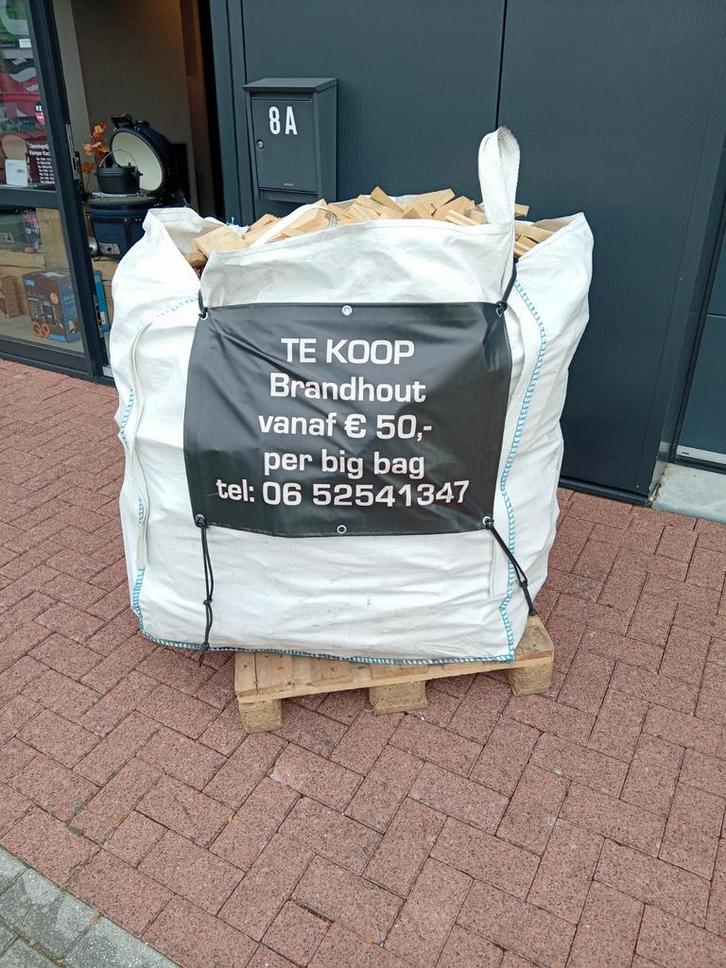 8A
TE KOOP
Brandhout
vanaf € 50,-
per big bag
tel: 06 52541347